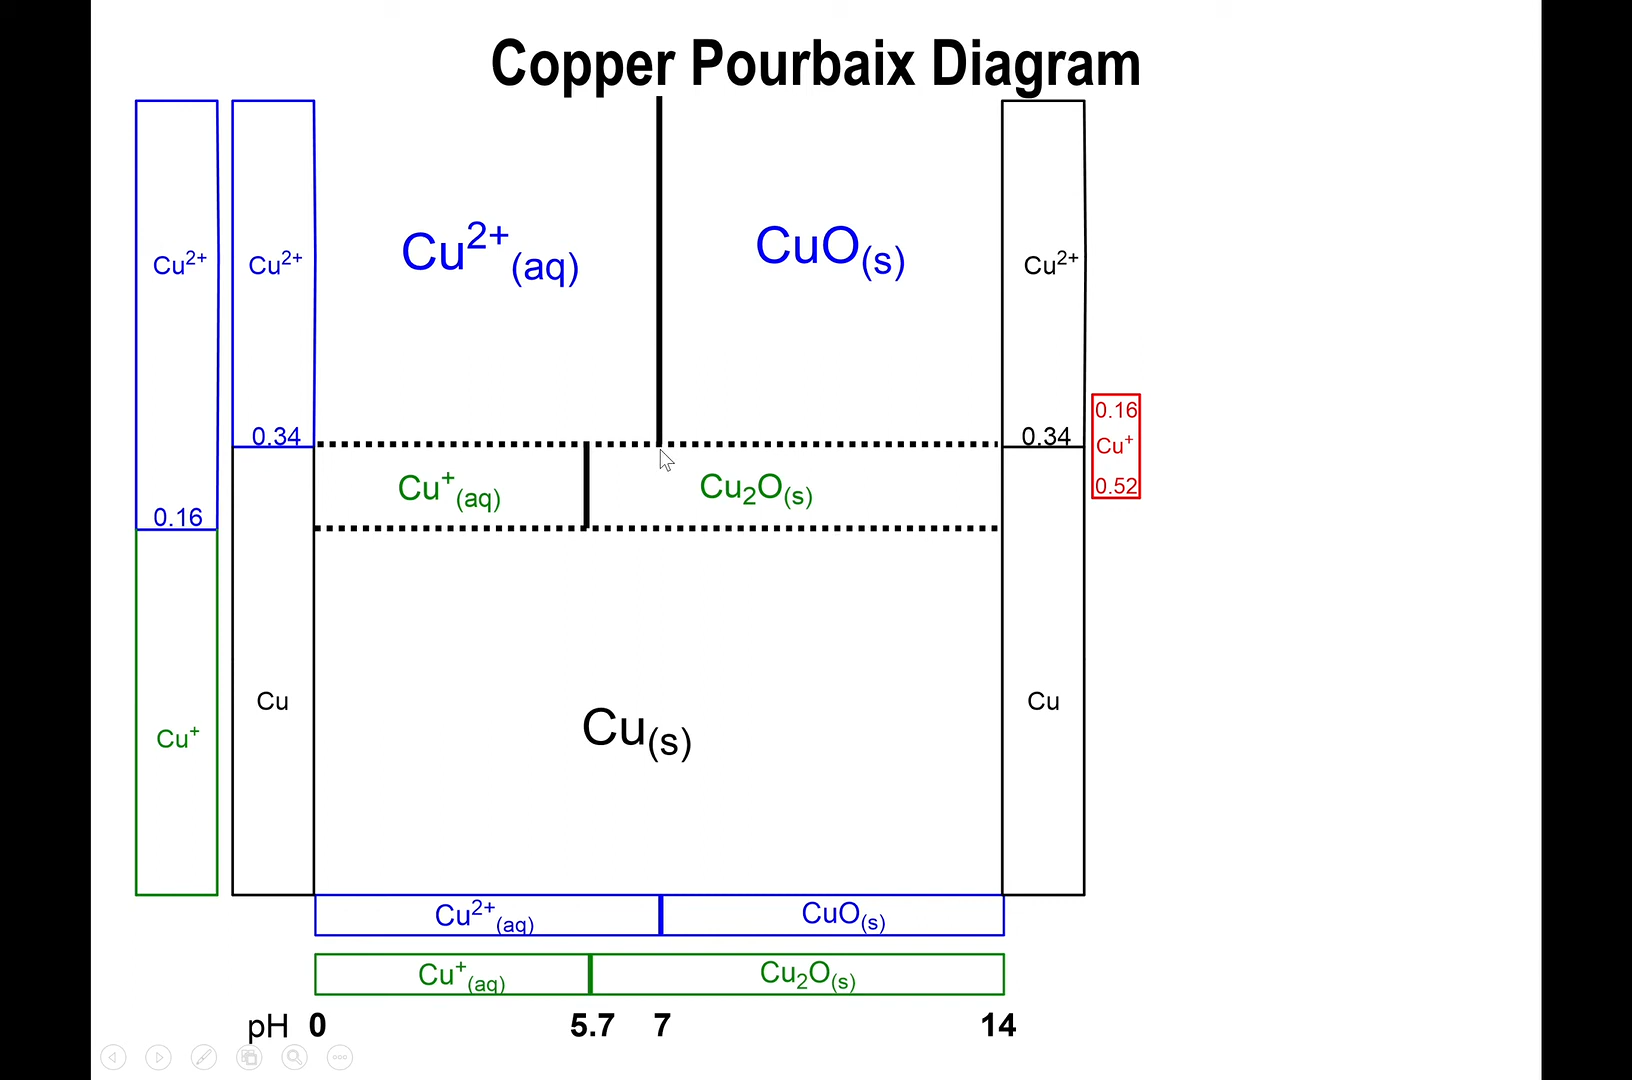 Copper Pourbaix Diagram
Cu²⁺
Cu²⁺
Cu²⁺(aq)
CuO(s)
Cu²⁺
0.34
0.34
0.16
Cu⁺
0.52
Cu⁺(aq)
Cu₂O(s)
0.16
Cu
Cu(s)
Cu
Cu⁺
Cu²⁺(aq)
CuO(s)
Cu⁺(aq)
Cu₂O(s)
pH 0 5.7 7 14